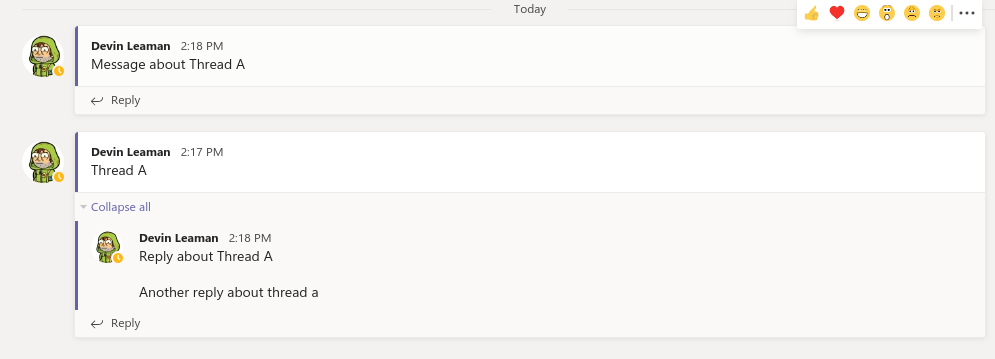 Today
Devin Leaman 2:18 PM
Message about Thread A
Reply
Devin Leaman 2:17 PM
Thread A
Collapse all
Devin Leaman 2:18 PM
Reply about Thread A
Another reply about thread a
Reply